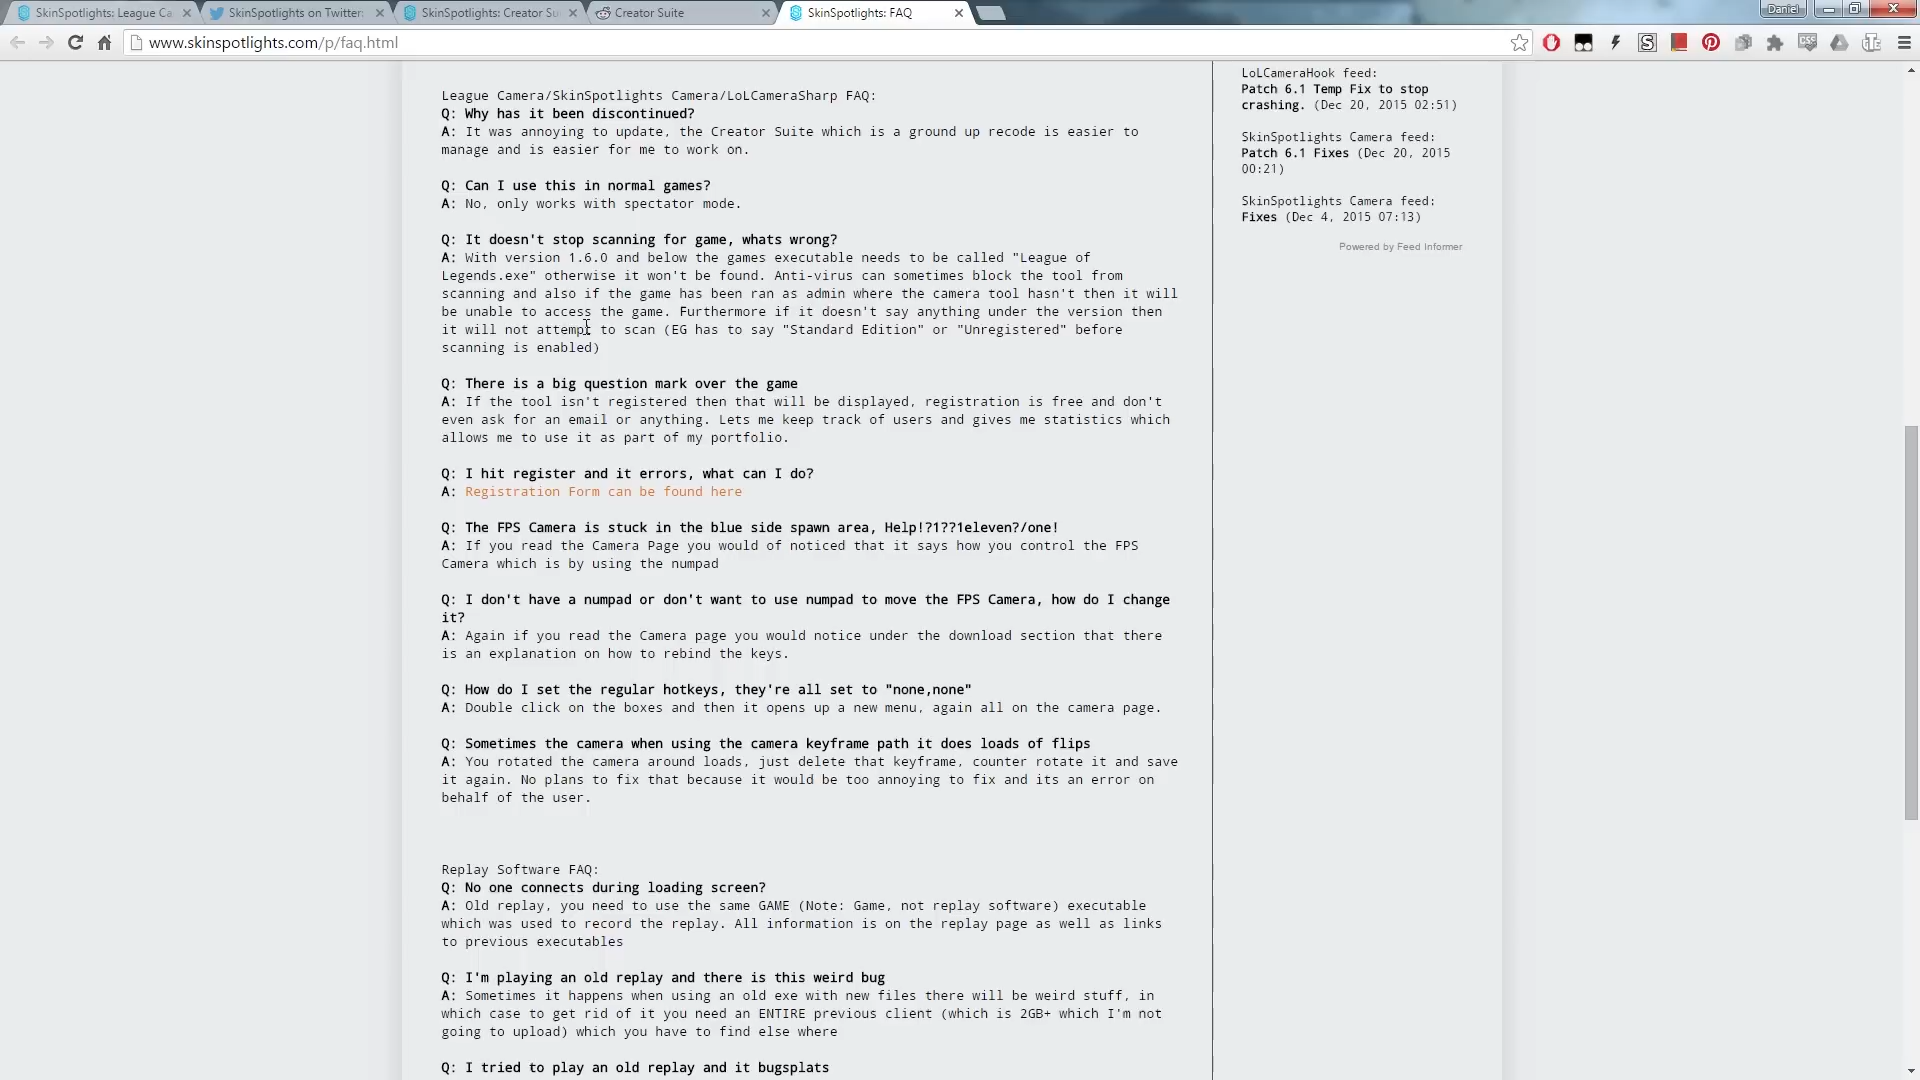 SkinSpotlights: League Ca
SkinSpotlights on Twitter:
SkinSpotlights: Creator Su
Creator Suite
SkinSpotlights: FAQ
Daniel
www.skinspotlights.com/p/faq.html
League Camera/SkinSpotlights Camera/LoLCameraSharp FAQ:
Q: Why has it been discontinued?
A: It was annoying to update, the Creator Suite which is a ground up recode is easier to
manage and is easier for me to work on.
Q: Can I use this in normal games?
A: No, only works with spectator mode.
Q: It doesn't stop scanning for game, whats wrong?
A: With version 1.6.0 and below the games executable needs to be called "League of
Legends.exe" otherwise it won't be found. Anti-virus can sometimes block the tool from
scanning and also if the game has been ran as admin where the camera tool hasn't then it will
be unable to access the game. Furthermore if it doesn't say anything under the version then
it will not attempt to scan (EG has to say "Standard Edition" or "Unregistered" before
scanning is enabled)
Q: There is a big question mark over the game
A: If the tool isn't registered then that will be displayed, registration is free and don't
even ask for an email or anything. Lets me keep track of users and gives me statistics which
allows me to use it as part of my portfolio.
Q: I hit register and it errors, what can I do?
A: Registration Form can be found here
Q: The FPS Camera is stuck in the blue side spawn area, Help!?1??1eleven?/one!
A: If you read the Camera Page you would of noticed that it says how you control the FPS
Camera which is by using the numpad
Q: I don't have a numpad or don't want to use numpad to move the FPS Camera, how do I change
it?
A: Again if you read the Camera page you would notice under the download section that there
is an explanation on how to rebind the keys.
Q: How do I set the regular hotkeys, they're all set to "none,none"
A: Double click on the boxes and then it opens up a new menu, again all on the camera page.
Q: Sometimes the camera when using the camera keyframe path it does loads of flips
A: You rotated the camera around loads, just delete that keyframe, counter rotate it and save
it again. No plans to fix that because it would be too annoying to fix and its an error on
behalf of the user.
Replay Software FAQ:
Q: No one connects during loading screen?
A: Old replay, you need to use the same GAME (Note: Game, not replay software) executable
which was used to record the replay. All information is on the replay page as well as links
to previous executables
Q: I'm playing an old replay and there is this weird bug
A: Sometimes it happens when using an old exe with new files there will be weird stuff, in
which case to get rid of it you need an ENTIRE previous client (which is 2GB+ which I'm not
going to upload) which you have to find else where
Q: I tried to play an old replay and it bugsplats
LoLCameraHook feed:
Patch 6.1 Temp Fix to stop
crashing. (Dec 20, 2015 02:51)
SkinSpotlights Camera feed:
Patch 6.1 Fixes (Dec 20, 2015
00:21)
SkinSpotlights Camera feed:
Fixes (Dec 4, 2015 07:13)
Powered by Feed Informer